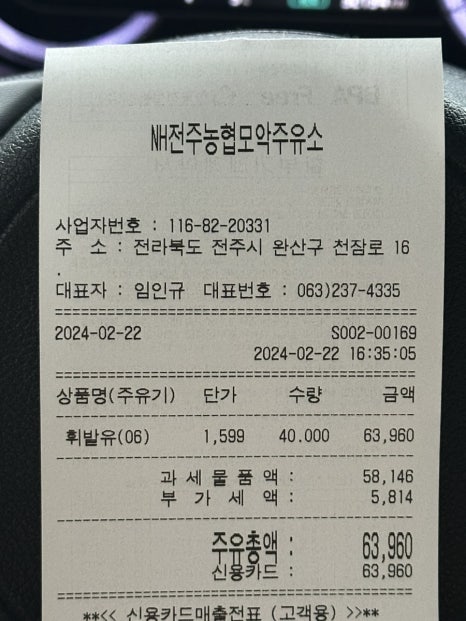 NH전주농협모악주유소
사업자번호 : 116-82-20331
주 소 : 전라북도 전주시 완산구 천잠로 16
.
대표자 : 임인규 대표번호 : 063)237-4335
2024-02-22 S002-00169
2024-02-22 16:35:05
상품명(주유기) 단가 수량 금액
휘발유(06) 1,599 40.000 63,960
과 세 물 품 액 : 58,146
부 가 세 액 : 5,814
주유총액 : 63,960
신용카드 : 63,960
**<< 신용카드매출전표 (고객용) >>**